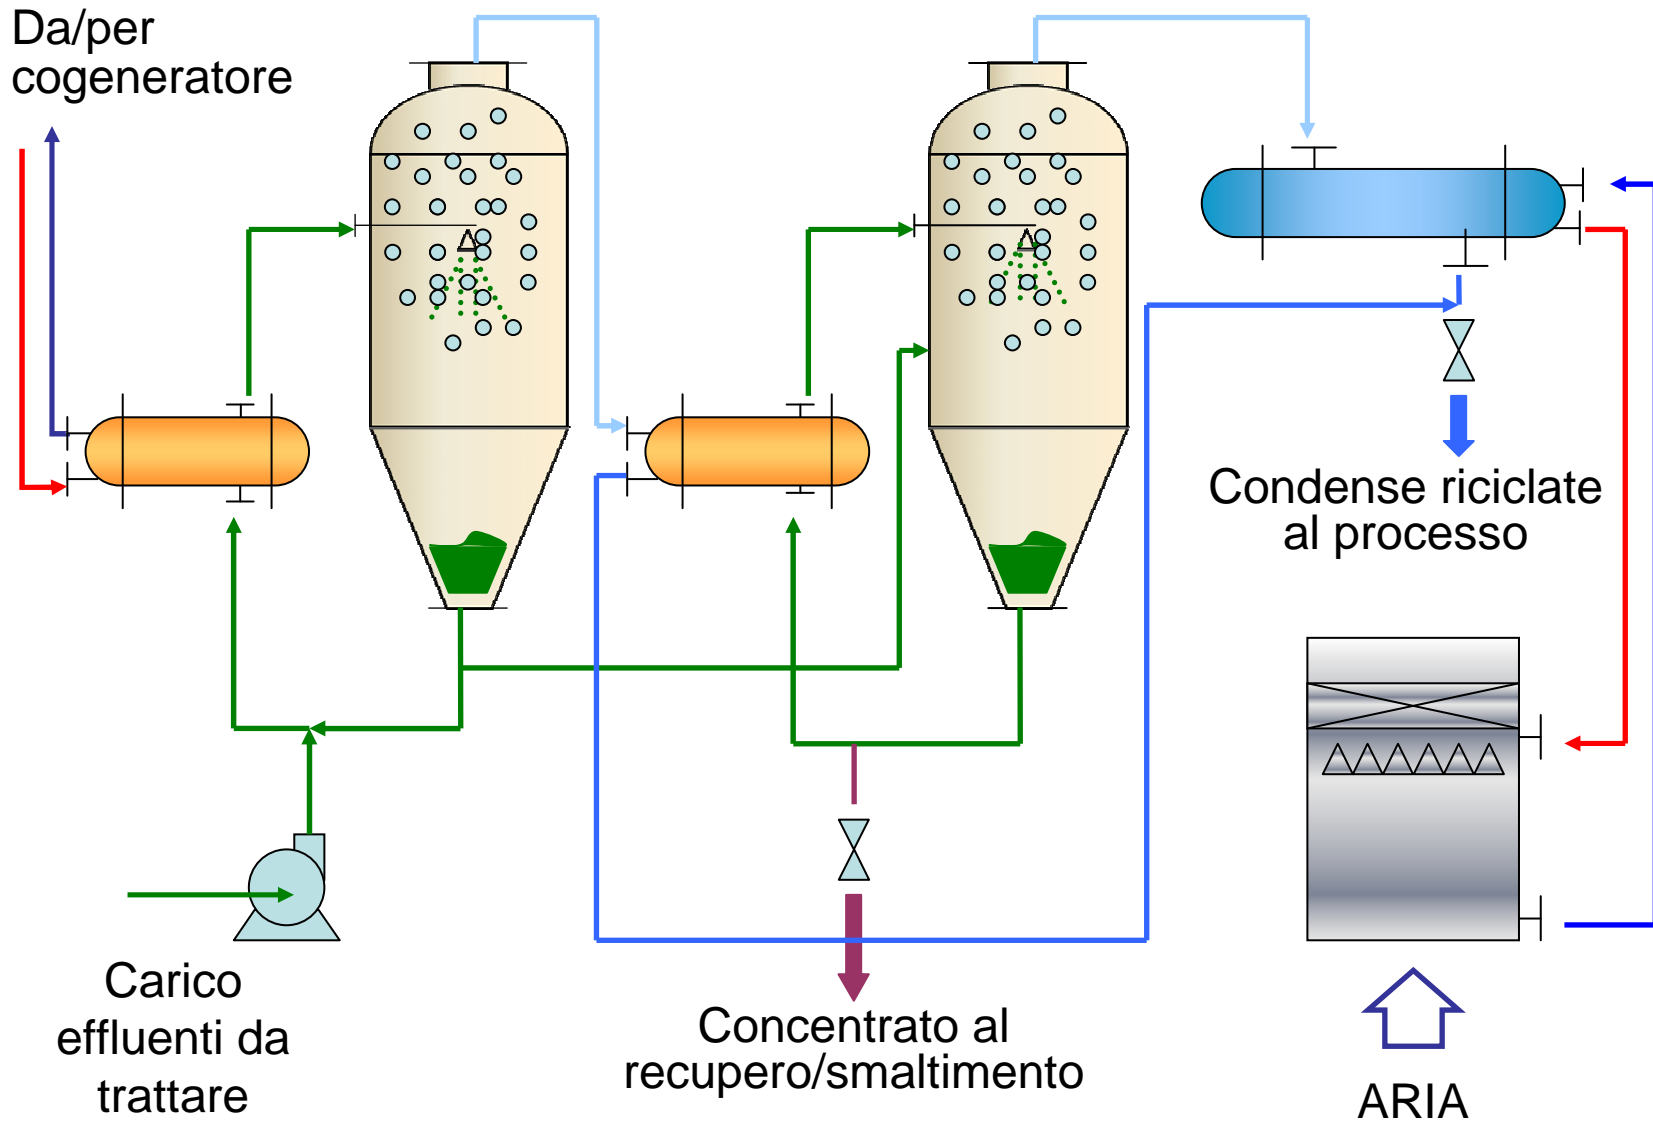 Da/per
cogeneratore
Condense riciclate
al processo
Carico
effluenti da
trattare
Concentrato al
recupero/smaltimento
ARIA